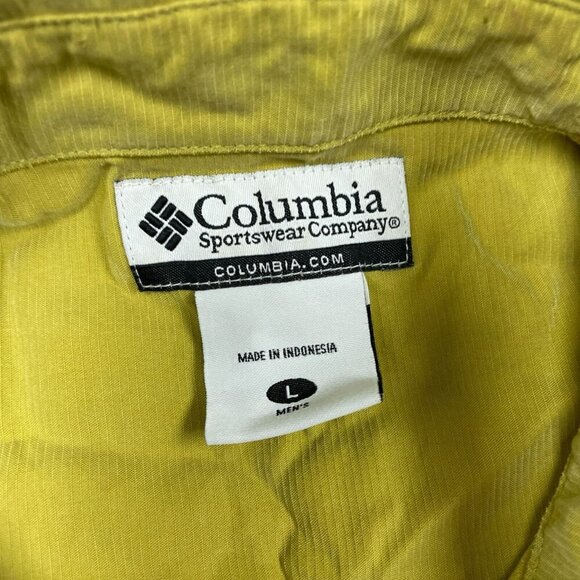 Columbia
Sportswear Company®
COLUMBIA.COM
MADE IN INDONESIA
L
MEN'S